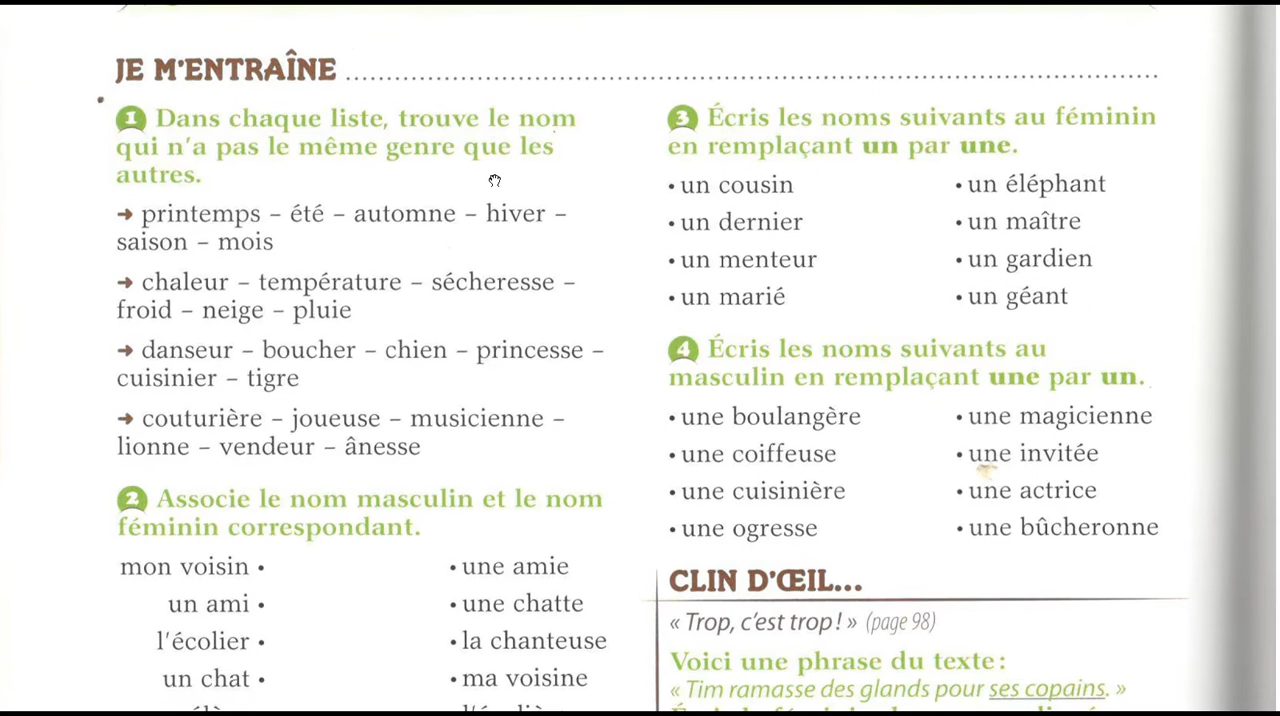 JE M'ENTRAÎNE
1 Dans chaque liste, trouve le nom
qui n'a pas le même genre que les
autres.
→ printemps – été – automne – hiver –
saison – mois
→ chaleur – température – sécheresse –
froid – neige – pluie
→ danseur – boucher – chien – princesse –
cuisinier – tigre
→ couturière – joueuse – musicienne –
lionne – vendeur – ânesse
2 Associe le nom masculin et le nom
féminin correspondant.
mon voisin • • une amie
un ami • • une chatte
l'écolier • • la chanteuse
un chat • • ma voisine
3 Écris les noms suivants au féminin
en remplaçant un par une.
• un cousin • un éléphant
• un dernier • un maître
• un menteur • un gardien
• un marié • un géant
4 Écris les noms suivants au
masculin en remplaçant une par un.
• une boulangère • une magicienne
• une coiffeuse • une invitée
• une cuisinière • une actrice
• une ogresse • une bûcheronne
CLIN D'ŒIL...
« Trop, c'est trop ! » (page 98)
Voici une phrase du texte :
« Tim ramasse des glands pour ses copains. »